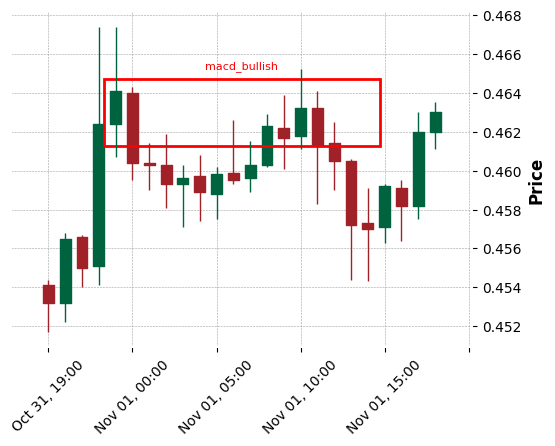 macd_bullish
0.468
0.466
0.464
0.462
0.460
0.458
0.456
0.454
0.452
Price
Oct 31, 19:00
Nov 01, 00:00
Nov 01, 05:00
Nov 01, 10:00
Nov 01, 15:00